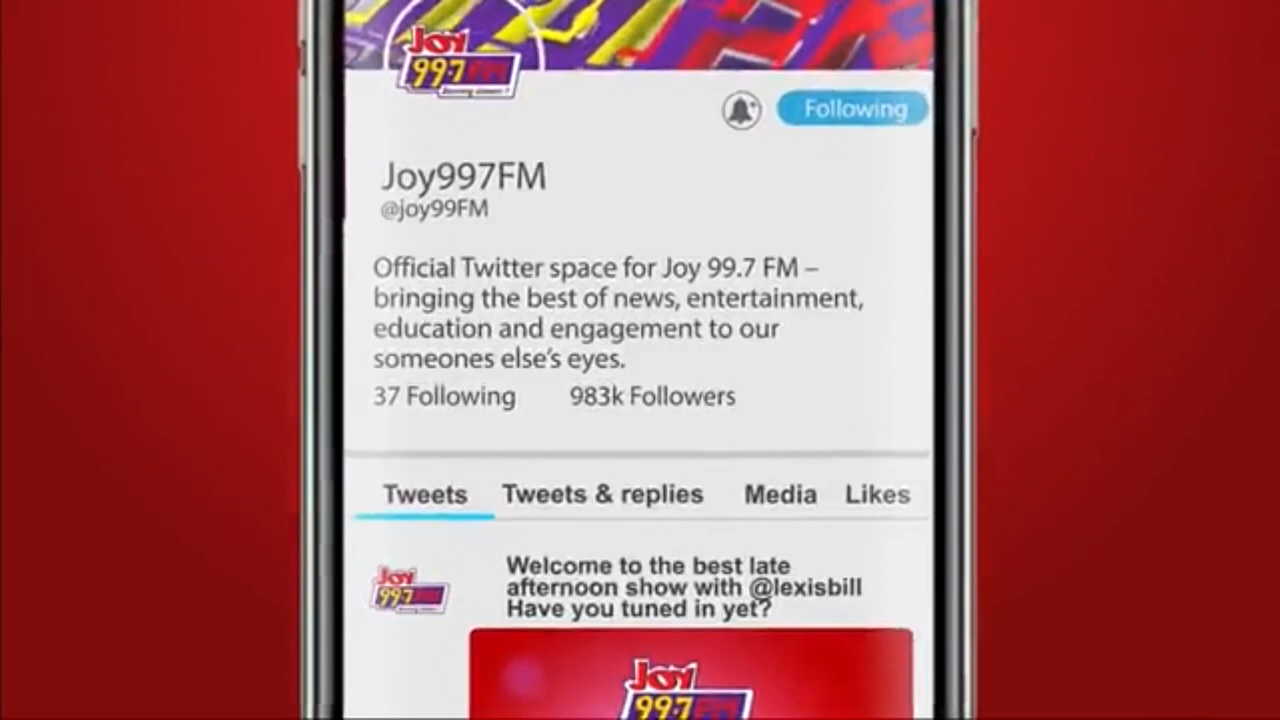 Joy
99.7 FM
Following
Joy997FM
@joy99FM
Official Twitter space for Joy 99.7 FM –
bringing the best of news, entertainment,
education and engagement to our
someones else's eyes.
37 Following 983k Followers
Tweets Tweets & replies Media Likes
Joy
99.7 FM
Welcome to the best late
afternoon show with @lexisbill
Have you tuned in yet?
Joy
99.7 FM